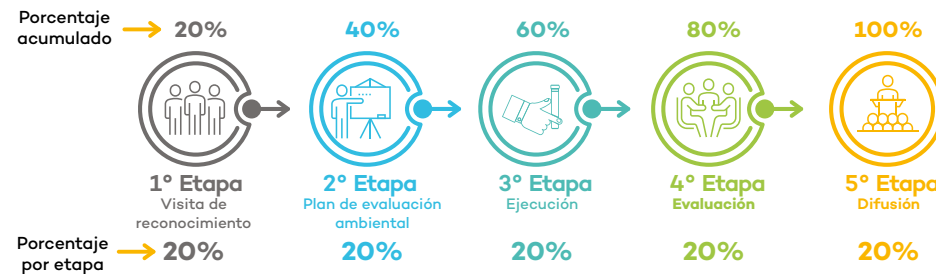 Porcentaje
acumulado
20%
40%
60%
80%
100%
1° Etapa
Visita de
reconocimiento
2° Etapa
Plan de evaluación
ambiental
3° Etapa
Ejecución
4° Etapa
Evaluación
5° Etapa
Difusión
Porcentaje
por etapa
20%
20%
20%
20%
20%